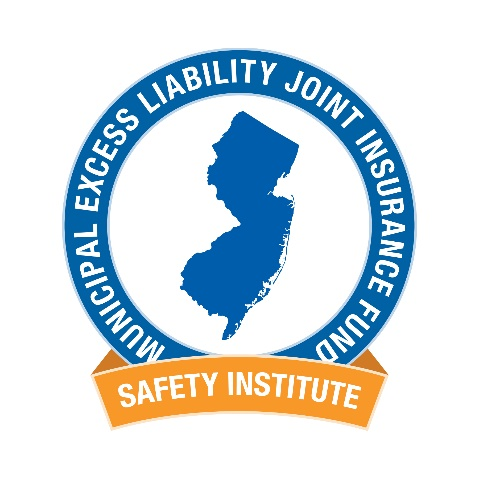 MUNICIPAL EXCESS LIABILITY JOINT INSURANCE FUND
SAFETY INSTITUTE